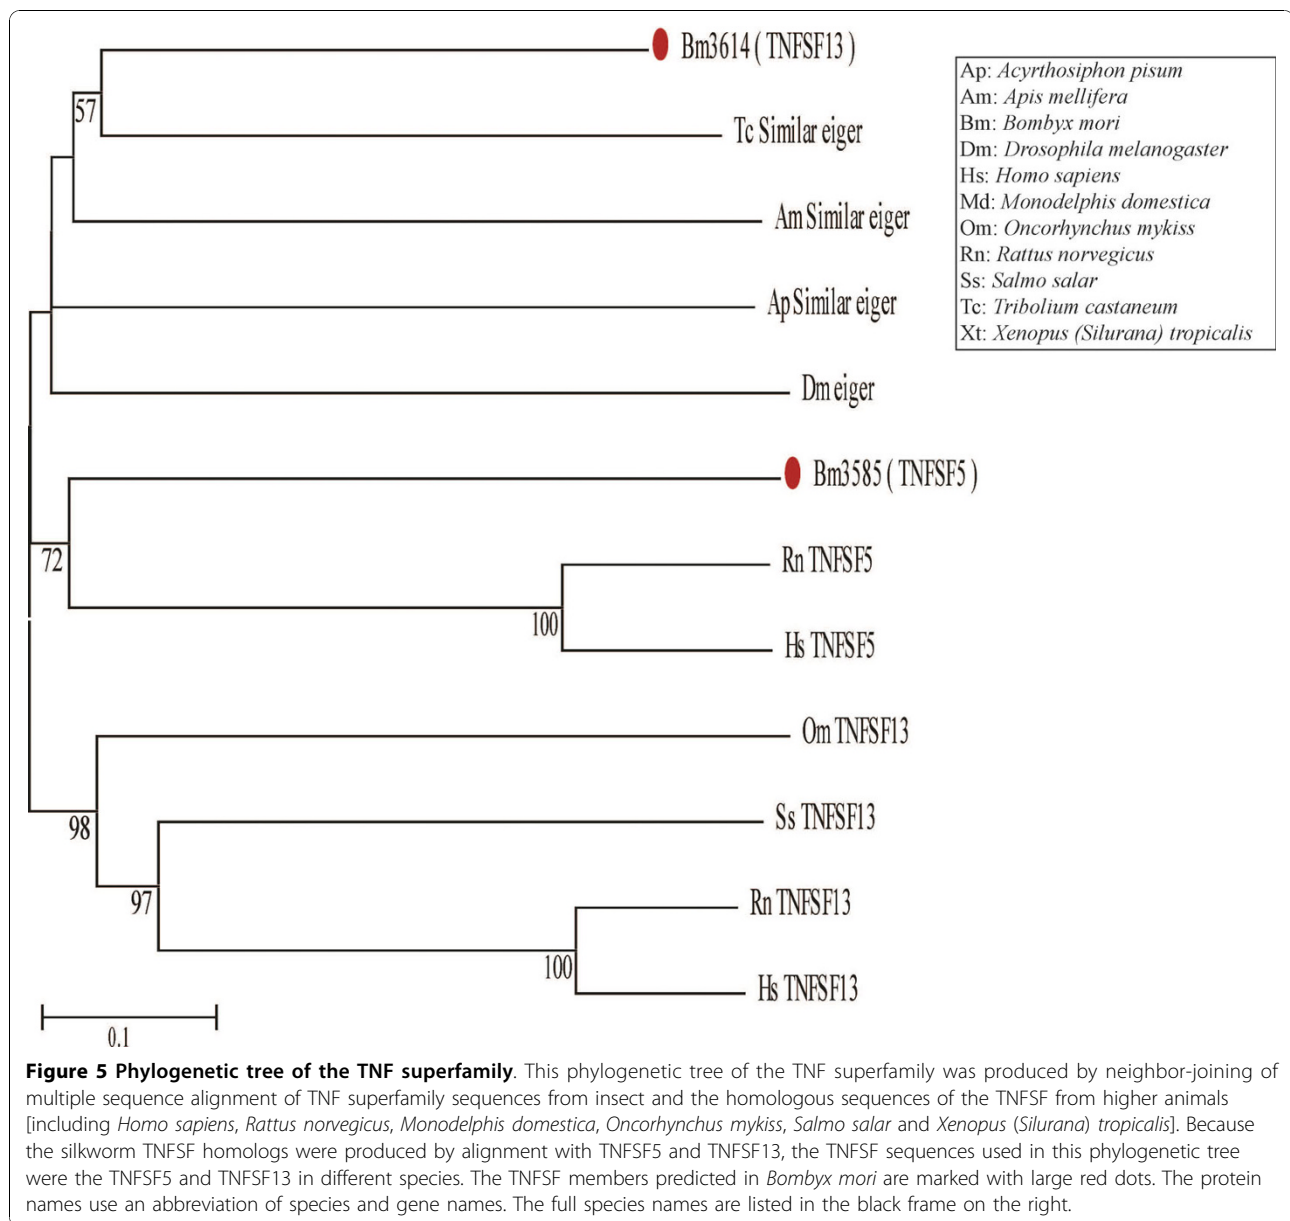 Bm3614 ( TNFSF13 )
57
Tc Similar eiger
Am Similar eiger
Ap Similar eiger
Dm eiger
Bm3585 ( TNFSF5 )
72
Rn TNFSF5
100
Hs TNFSF5
Om TNFSF13
98
Ss TNFSF13
97
Rn TNFSF13
100
Hs TNFSF13
0.1
Ap: Acyrthosiphon pisum
Am: Apis mellifera
Bm: Bombyx mori
Dm: Drosophila melanogaster
Hs: Homo sapiens
Md: Monodelphis domestica
Om: Oncorhynchus mykiss
Rn: Rattus norvegicus
Ss: Salmo salar
Tc: Tribolium castaneum
Xt: Xenopus (Silurana) tropicalis
Figure 5 Phylogenetic tree of the TNF superfamily. This phylogenetic tree of the TNF superfamily was produced by neighbor-joining of
multiple sequence alignment of TNF superfamily sequences from insect and the homologous sequences of the TNFSF from higher animals
[including Homo sapiens, Rattus norvegicus, Monodelphis domestica, Oncorhynchus mykiss, Salmo salar and Xenopus (Silurana) tropicalis]. Because
the silkworm TNFSF homologs were produced by alignment with TNFSF5 and TNFSF13, the TNFSF sequences used in this phylogenetic tree
were the TNFSF5 and TNFSF13 in different species. The TNFSF members predicted in Bombyx mori are marked with large red dots. The protein
names use an abbreviation of species and gene names. The full species names are listed in the black frame on the right.